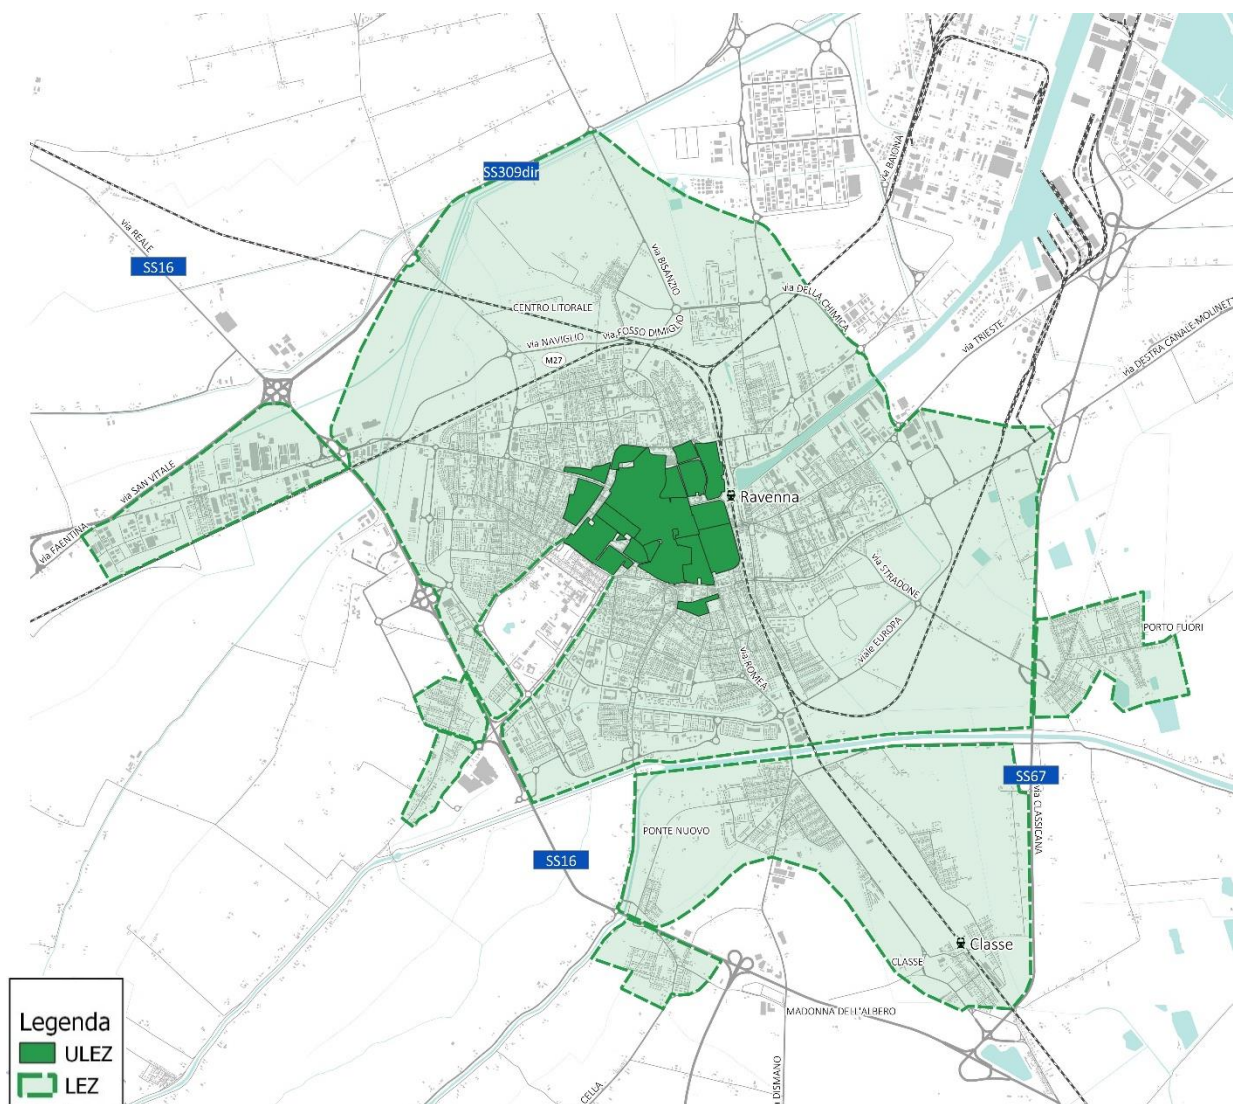 SS309dir
via BAIONA
via REALE
SS16
via BISANZIO
via DELLA CHIMICA
CENTRO LITORALE
via FOSSO DIMIGLIO
via NAVIGLIO
M27
via TRIESTE
via DESTRA CANALE-MOLINETT
via SAN VITALE
via FAENTINA
Ravenna
via STRADONE
viale EUROPA
PORTO FUORI
via ROMEA
SS67
via CLASSICANA
PONTE NUOVO
SS16
Classe
CLASSE
MADONNA DELL'ALBERO
CELLA
DISMANO
Legenda
ULEZ
LEZ